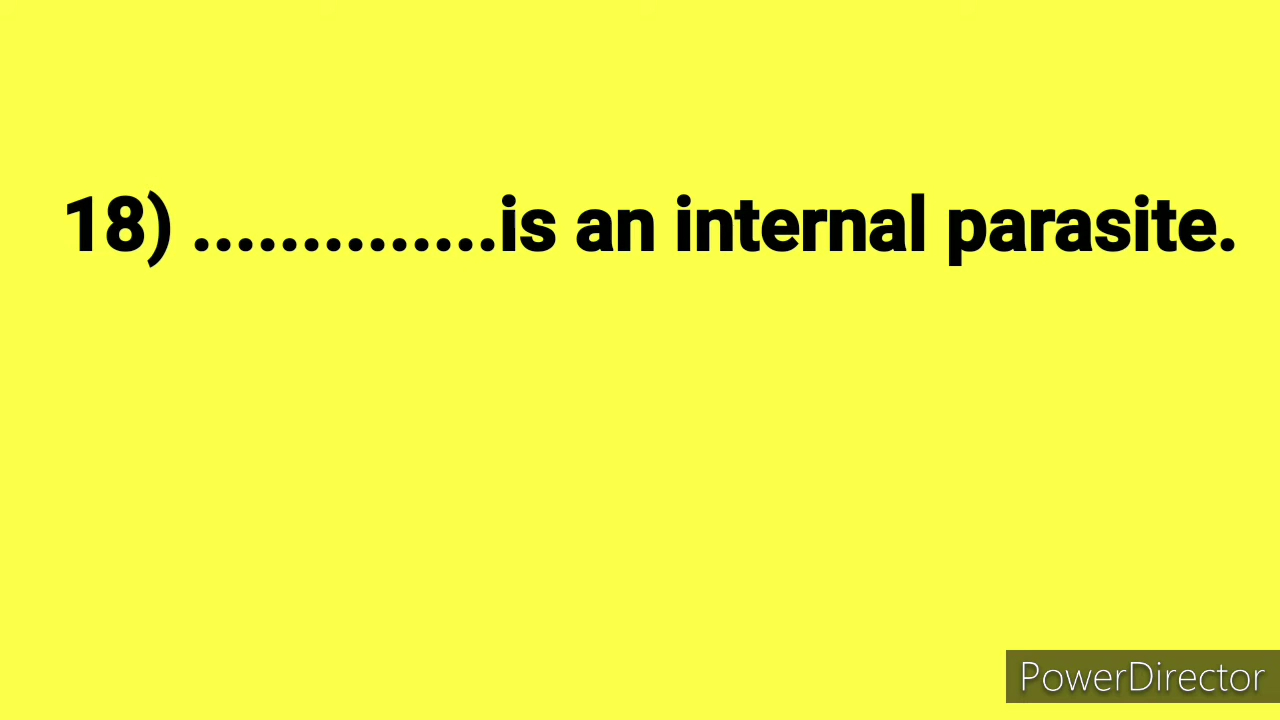 18) ..............is an internal parasite.
PowerDirector